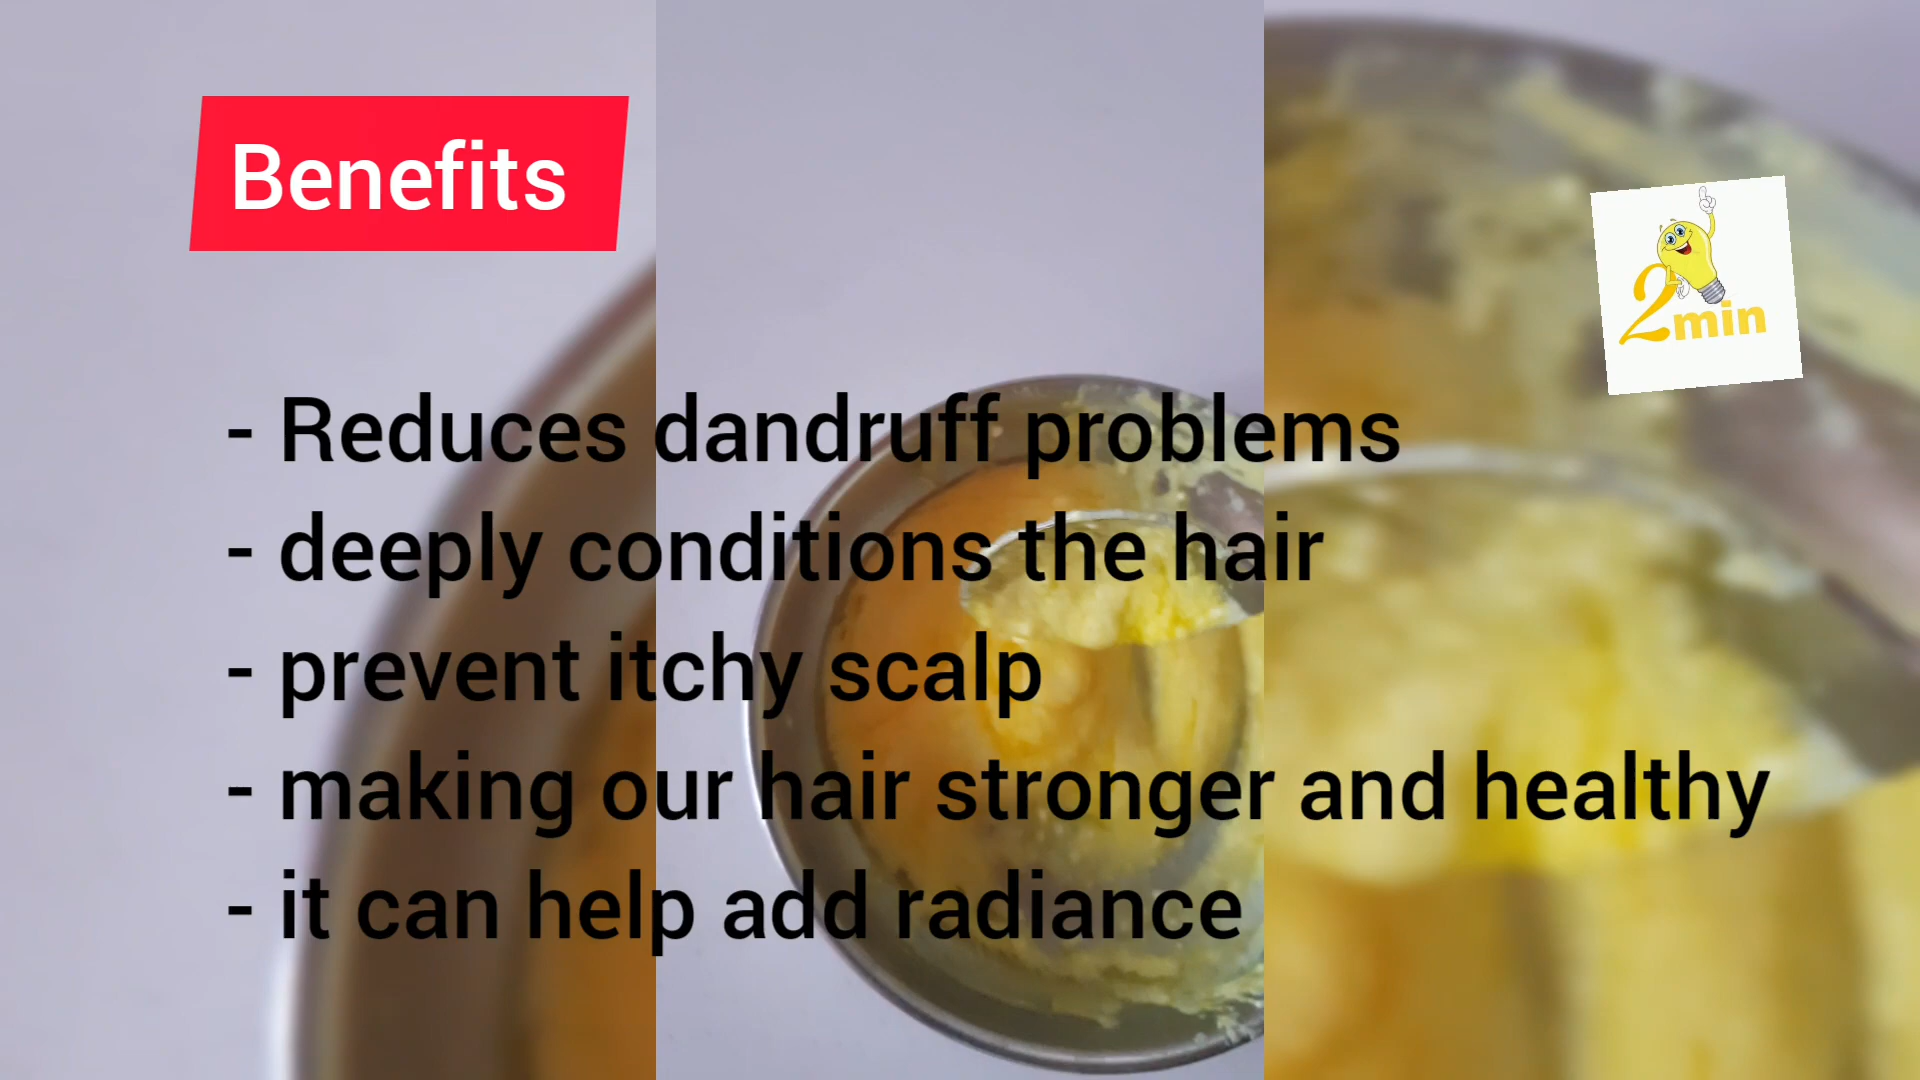 Benefits
2min
- Reduces dandruff problems
- deeply conditions the hair
- prevent itchy scalp
- making our hair stronger and healthy
- it can help add radiance